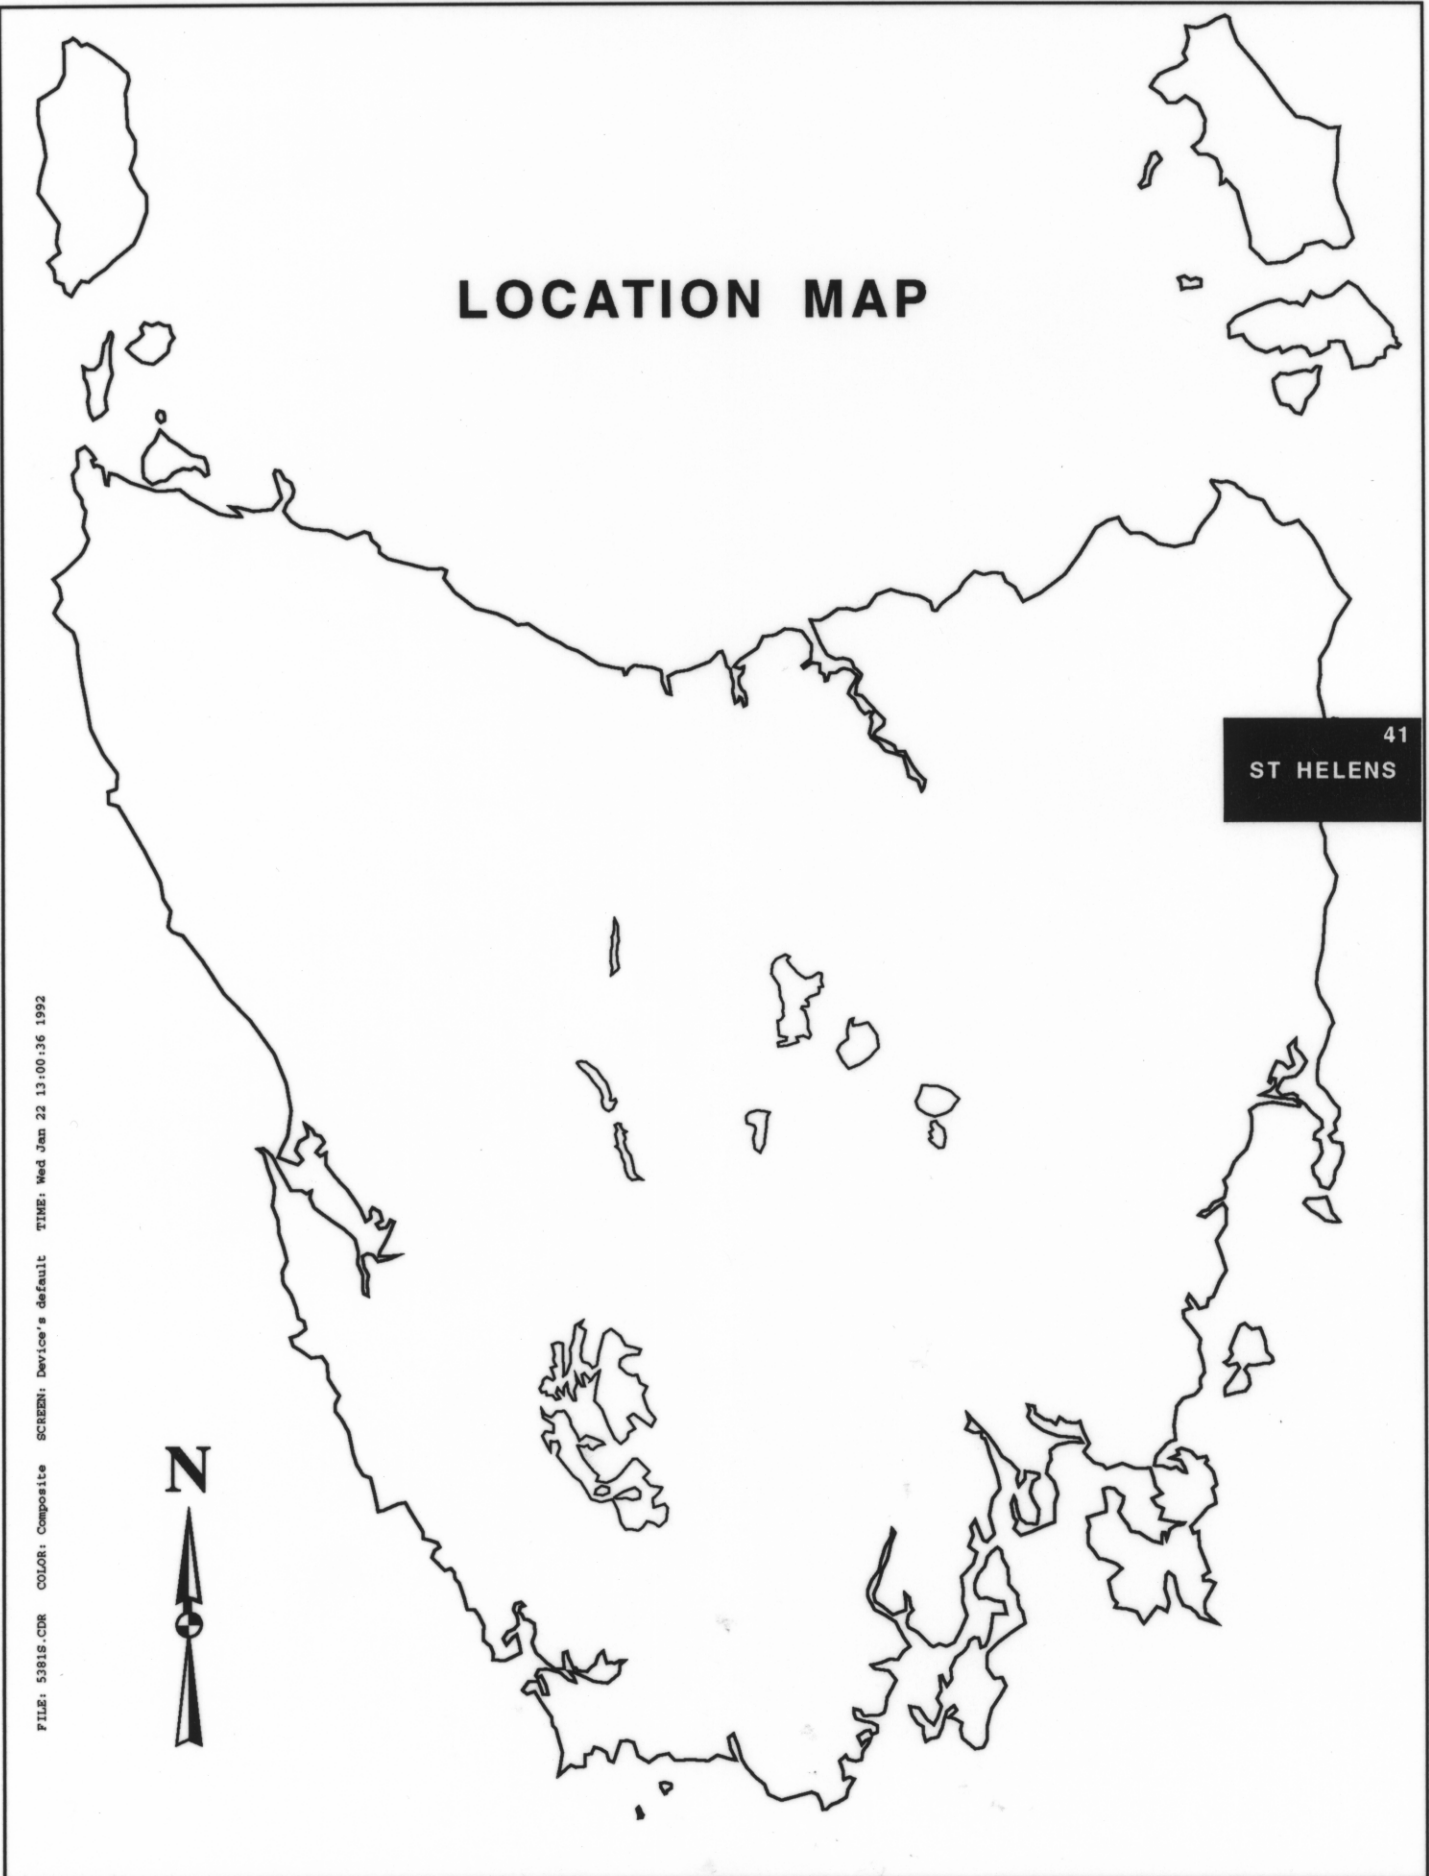 LOCATION MAP
41
ST HELENS
N
FILE: 5381S.CDR COLOR: Composite SCREEN: Device's default TIME: Wed Jan 22 13:00:36 1992